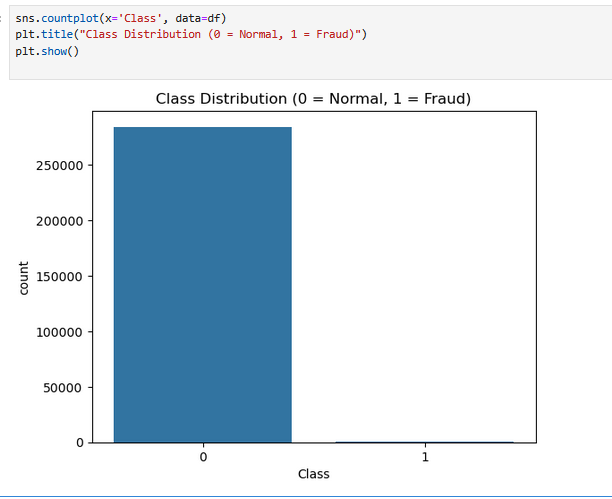 sns.countplot(x='Class', data=df)
plt.title("Class Distribution (0 = Normal, 1 = Fraud)")
plt.show()
Class Distribution (0 = Normal, 1 = Fraud)
250000
200000
150000
100000
50000
0
count
0 1
Class